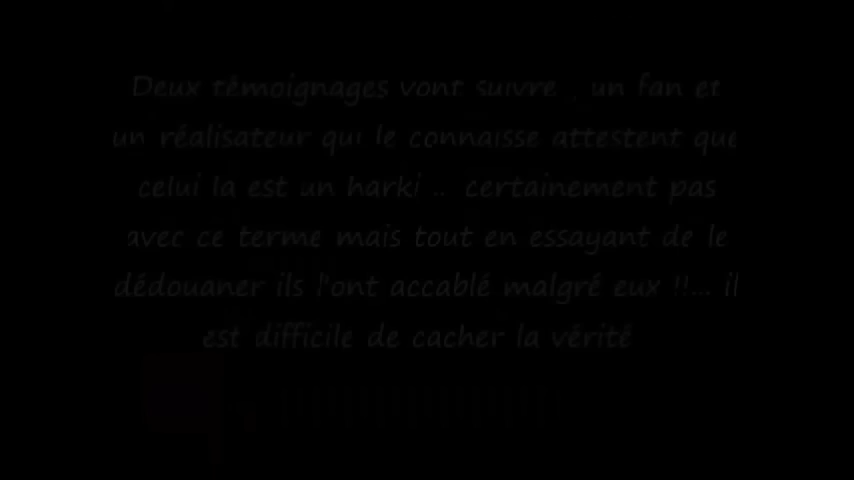 Deux témoignages vont suivre , un fan et
un réalisateur qui le connaisse attestent que
celui là est un harki .. certainement pas
avec ce terme mais tout en essayant de le
dédouaner ils l'ont accablé malgré eux !!... il
est difficile de cacher la vérité